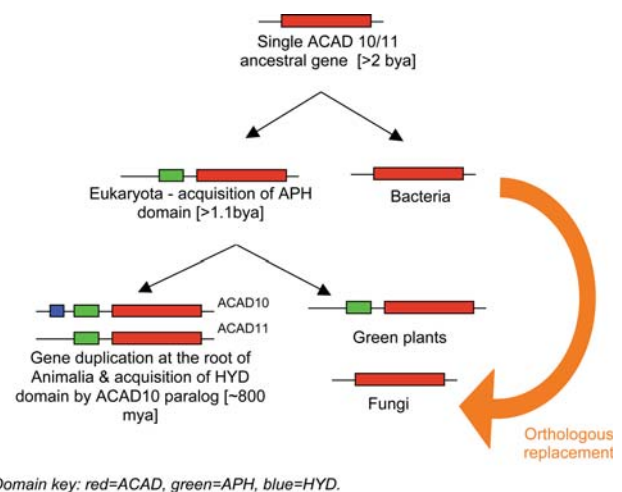 Single ACAD 10/11
ancestral gene [>2 bya]
Eukaryota - acquisition of APH
domain [>1.1bya]
Bacteria
ACAD10
ACAD11
Gene duplication at the root of
Animalia & acquisition of HYD
domain by ACAD10 paralog [~800
mya]
Green plants
Fungi
Orthologous
replacement
Domain key: red=ACAD, green=APH, blue=HYD.